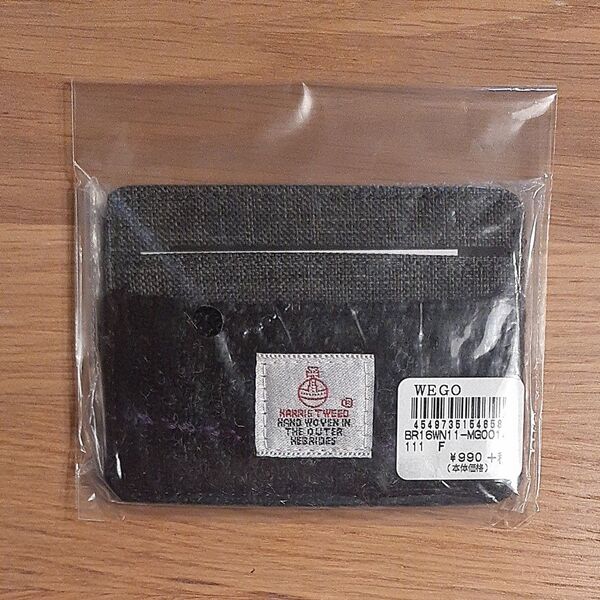 HARRIS TWEED ®
HAND WOVEN IN
THE OUTER
HEBRIDES
WEGO
4549735154658
BR16WN11-MG001
111 F
¥990 +
(本体価格)